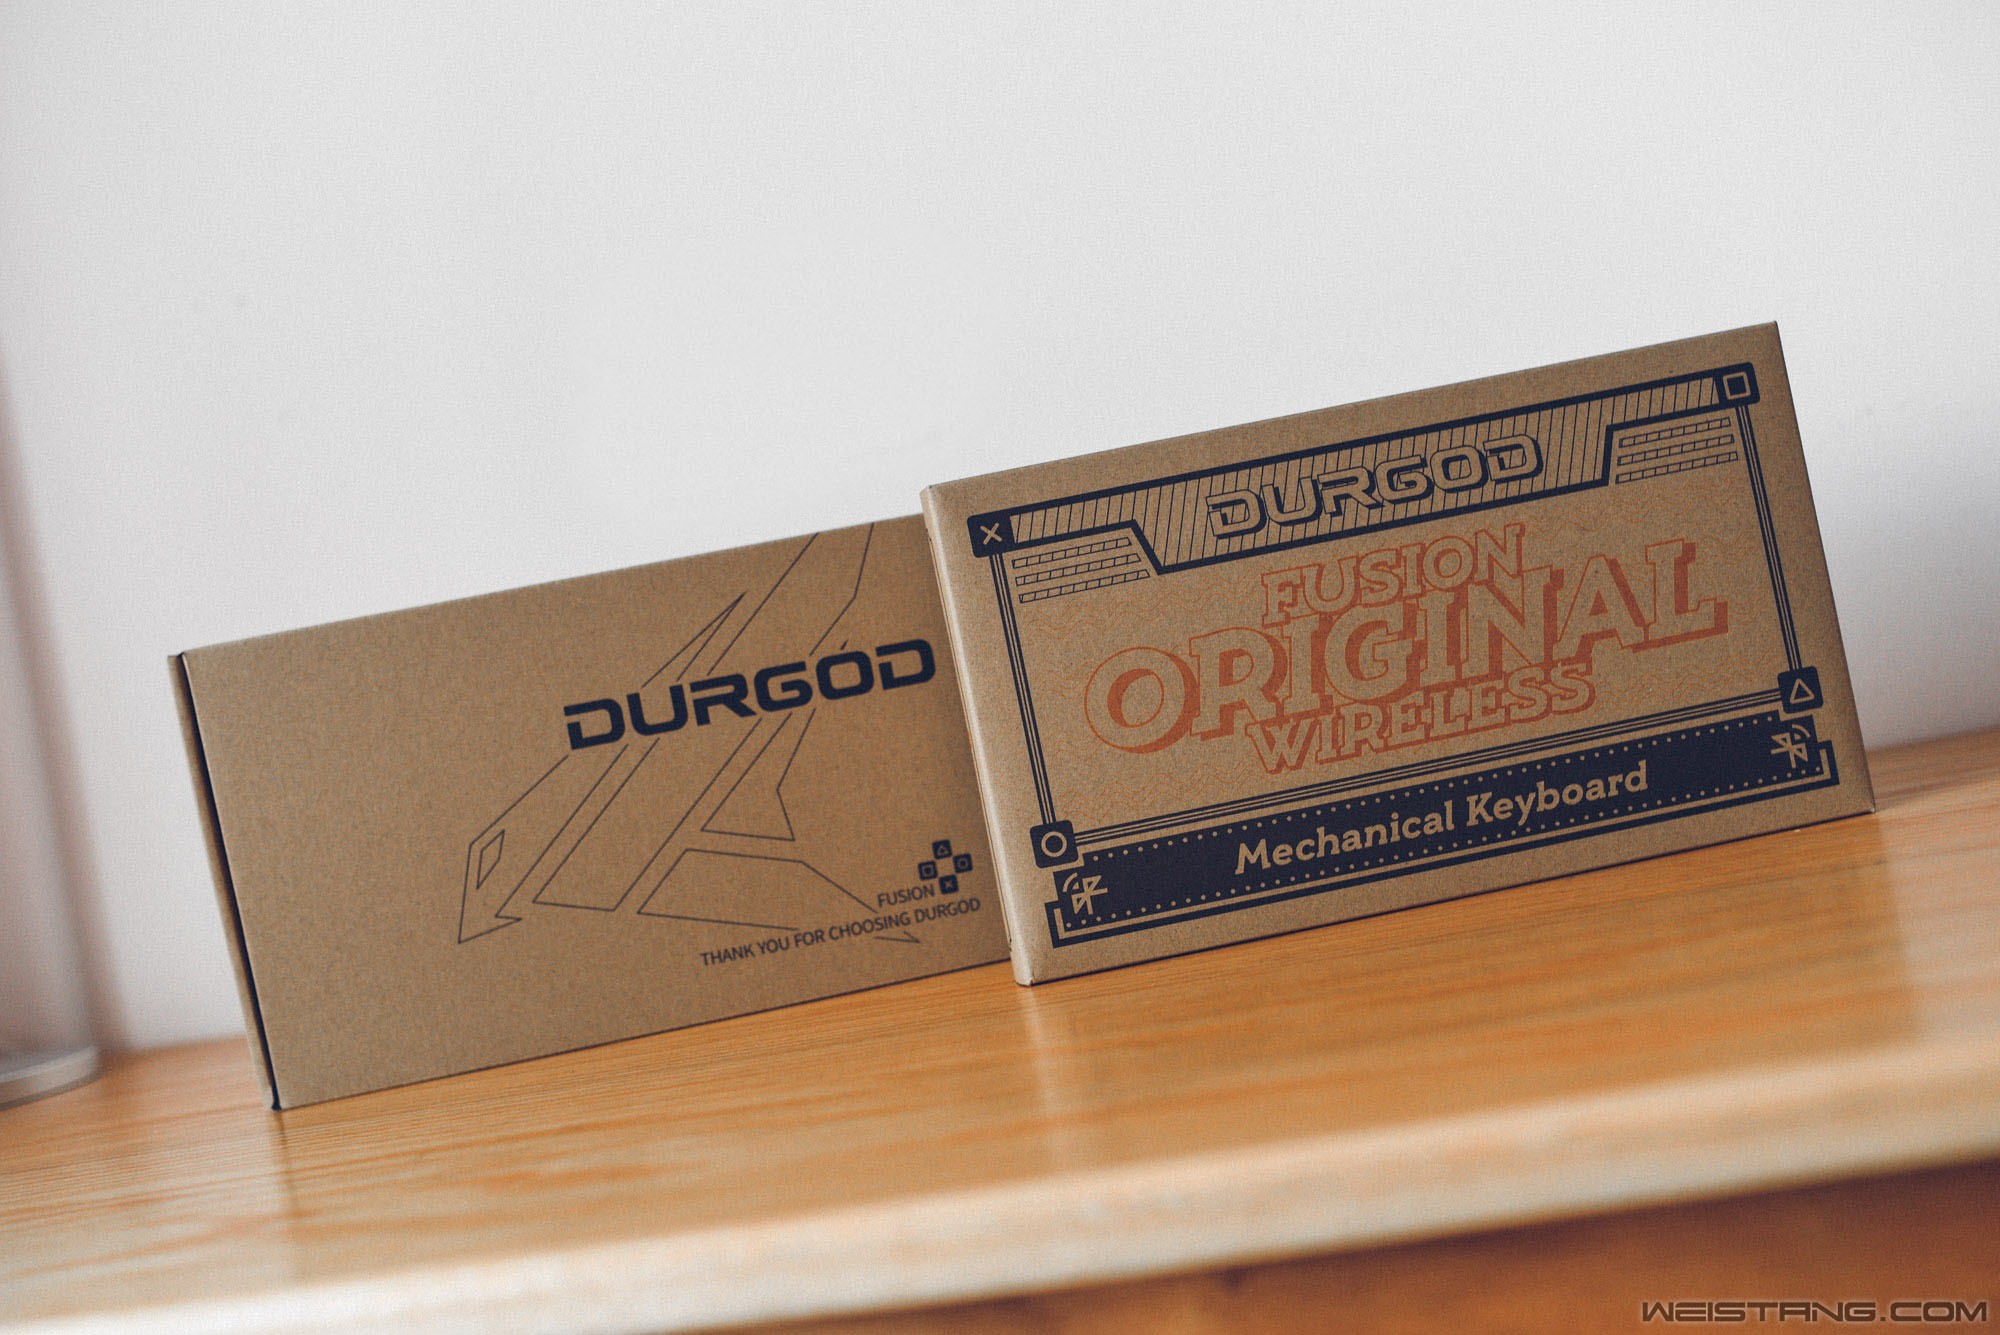 DURGOD
FUSION
THANK YOU FOR CHOOSING DURGOD
DURGOD
FUSION
ORIGINAL
WIRELESS
Mechanical Keyboard
WEISTANG.COM